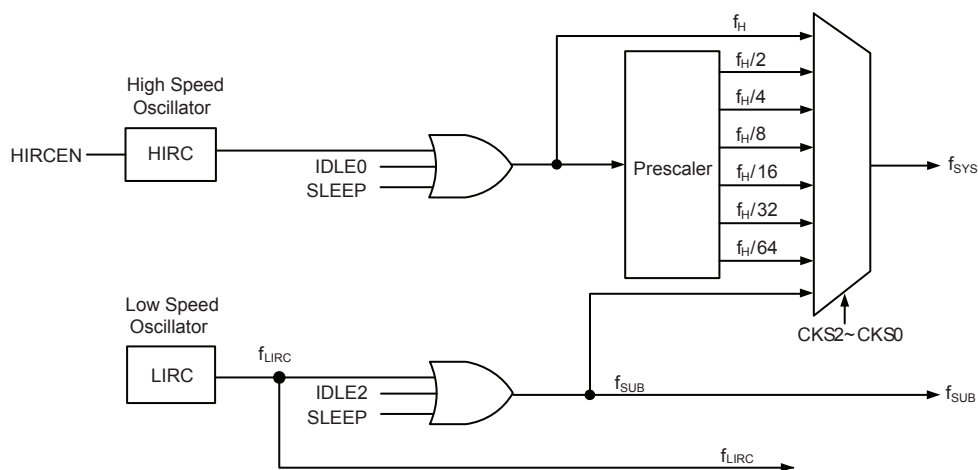 f_H
High Speed
Oscillator
f_H/2
f_H/4
HIRCEN
HIRC
f_H/8
IDLE0
SLEEP
Prescaler
f_SYS
f_H/16
f_H/32
f_H/64
Low Speed
Oscillator
CKS2~CKS0
f_LIRC
LIRC
IDLE2
SLEEP
f_SUB
f_SUB
f_LIRC